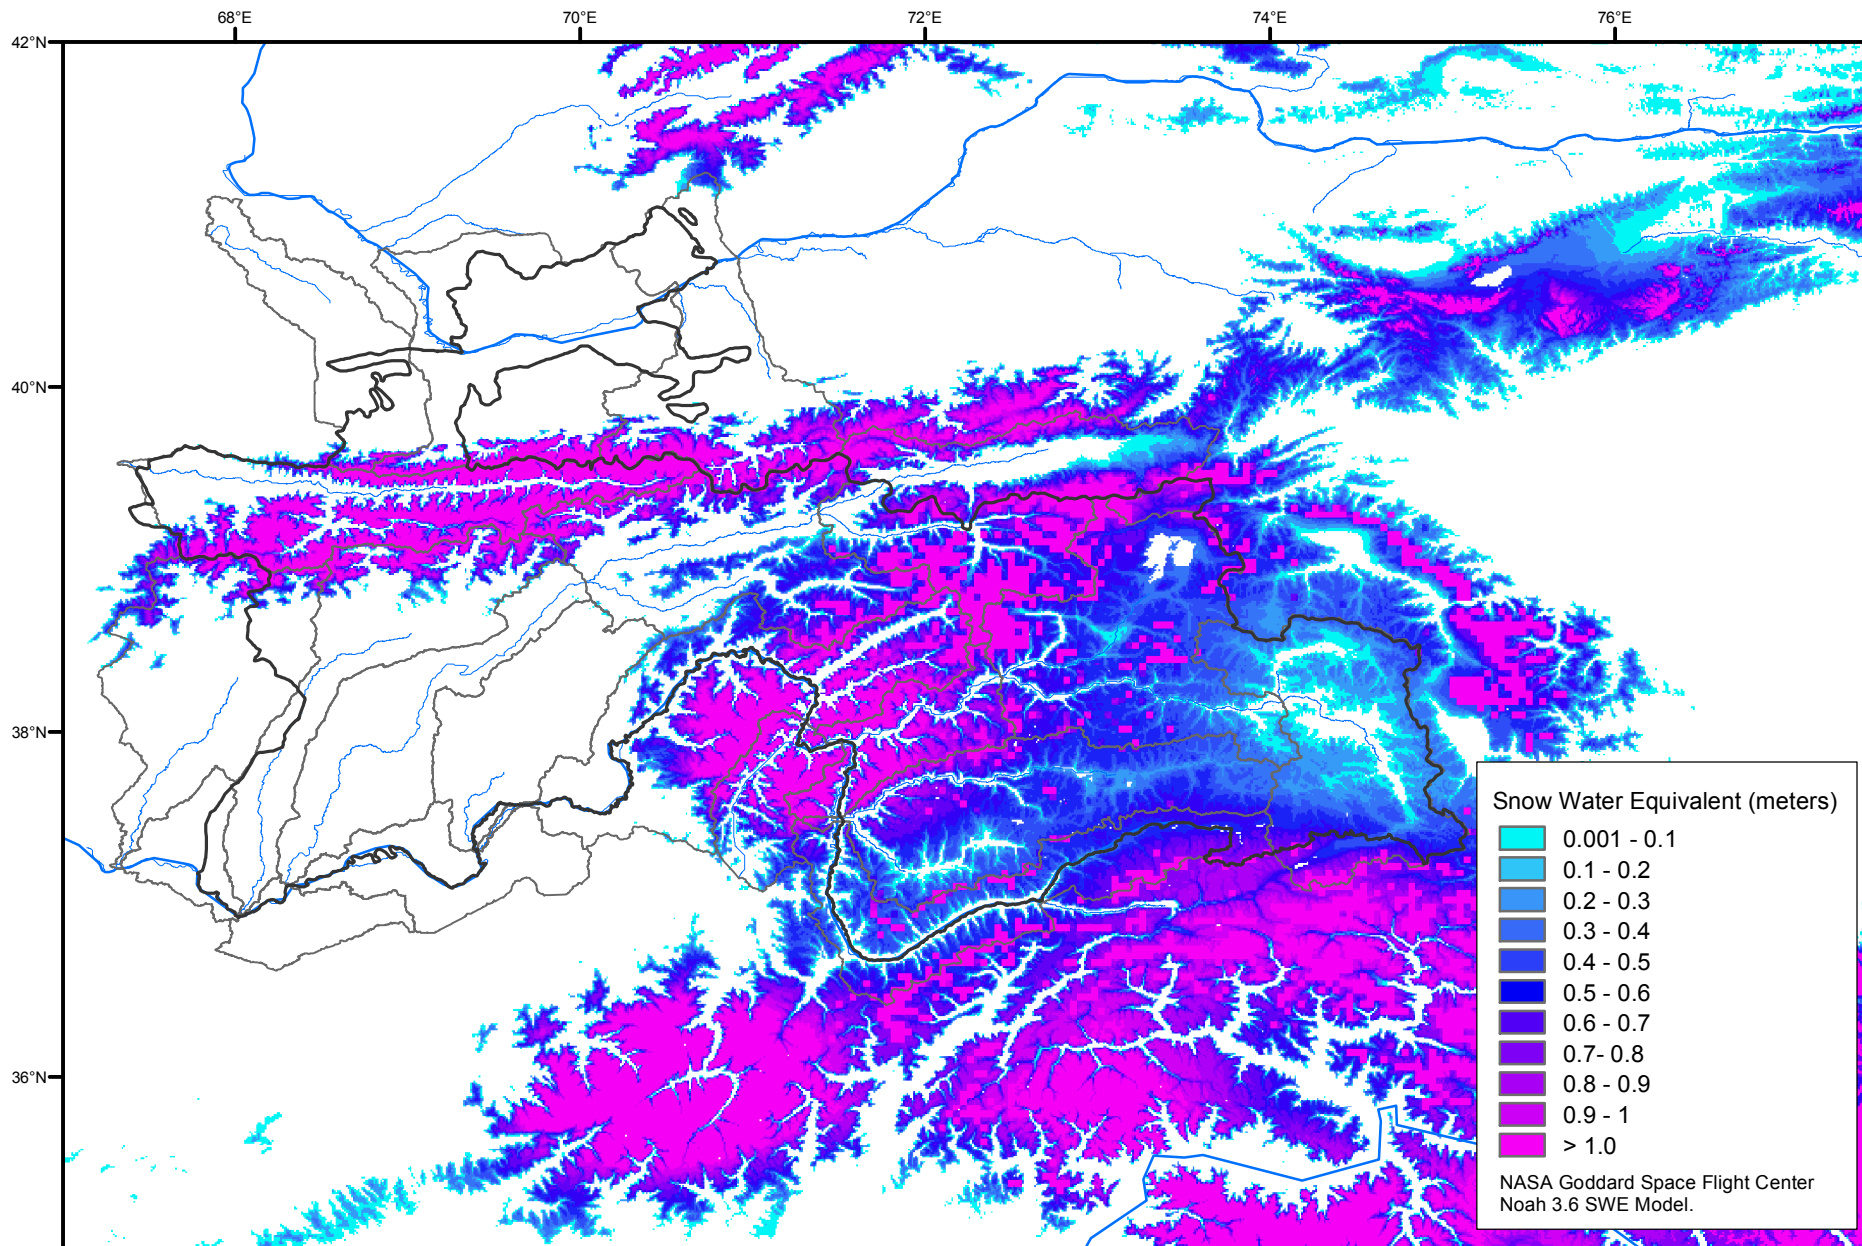 68°E
70°E
72°E
74°E
76°E
42°N
40°N
38°N
36°N
Snow Water Equivalent (meters)
0.001 - 0.1
0.1 - 0.2
0.2 - 0.3
0.3 - 0.4
0.4 - 0.5
0.5 - 0.6
0.6 - 0.7
0.7- 0.8
0.8 - 0.9
0.9 - 1
> 1.0
NASA Goddard Space Flight Center
Noah 3.6 SWE Model.